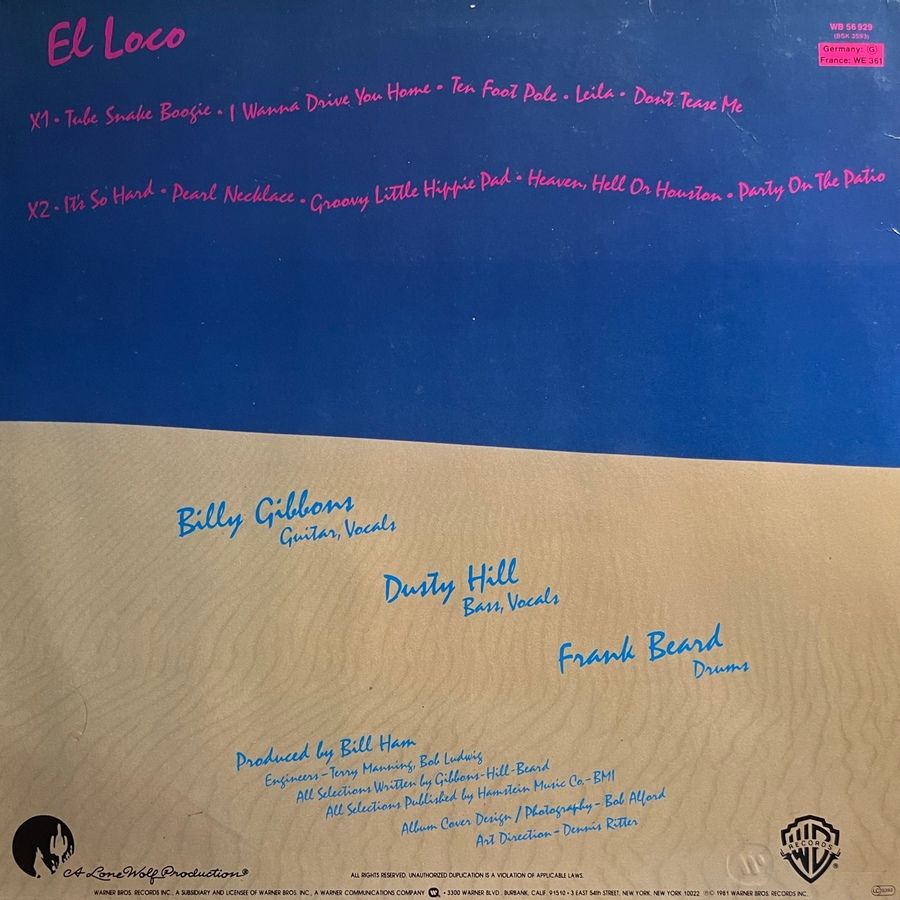 El Loco
WB 56 929
(BSK 3593)
Germany: (G)
France: WE 361
X1 • Tube Snake Boogie • I Wanna Drive You Home • Ten Foot Pole • Leila • Don't Tease Me
X2 • It's So Hard • Pearl Necklace • Groovy Little Hippie Pad • Heaven, Hell Or Houston • Party On The Patio
Billy Gibbons
Guitar, Vocals
Dusty Hill
Bass, Vocals
Frank Beard
Drums
Produced by Bill Ham
Engineers - Terry Manning, Bob Ludwig
All Selections Written by Gibbons-Hill-Beard
All Selections Published by Hamstein Music Co. - BMI
Album Cover Design / Photography - Bob Alford
Art Direction - Dennis Ritter
A Lone Wolf Production®
ALL RIGHTS RESERVED. UNAUTHORIZED DUPLICATION IS A VIOLATION OF APPLICABLE LAWS.
WB RECORDS ®
WARNER BROS. RECORDS INC., A SUBSIDIARY AND LICENSEE OF WARNER BROS. INC., A WARNER COMMUNICATIONS COMPANY • 3300 WARNER BLVD., BURBANK, CALIF. 91510 • 3 EAST 54th STREET, NEW YORK, NEW YORK 10022 ℗© 1981 WARNER BROS. RECORDS INC.